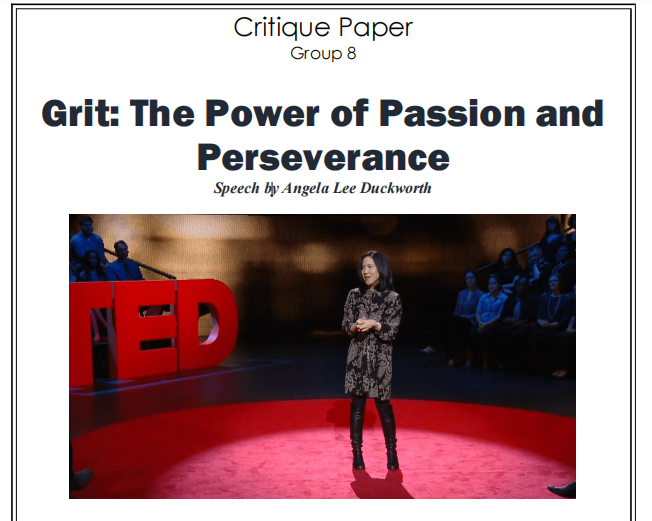 Critique Paper
Group 8
Grit: The Power of Passion and
Perseverance
Speech by Angela Lee Duckworth
TED